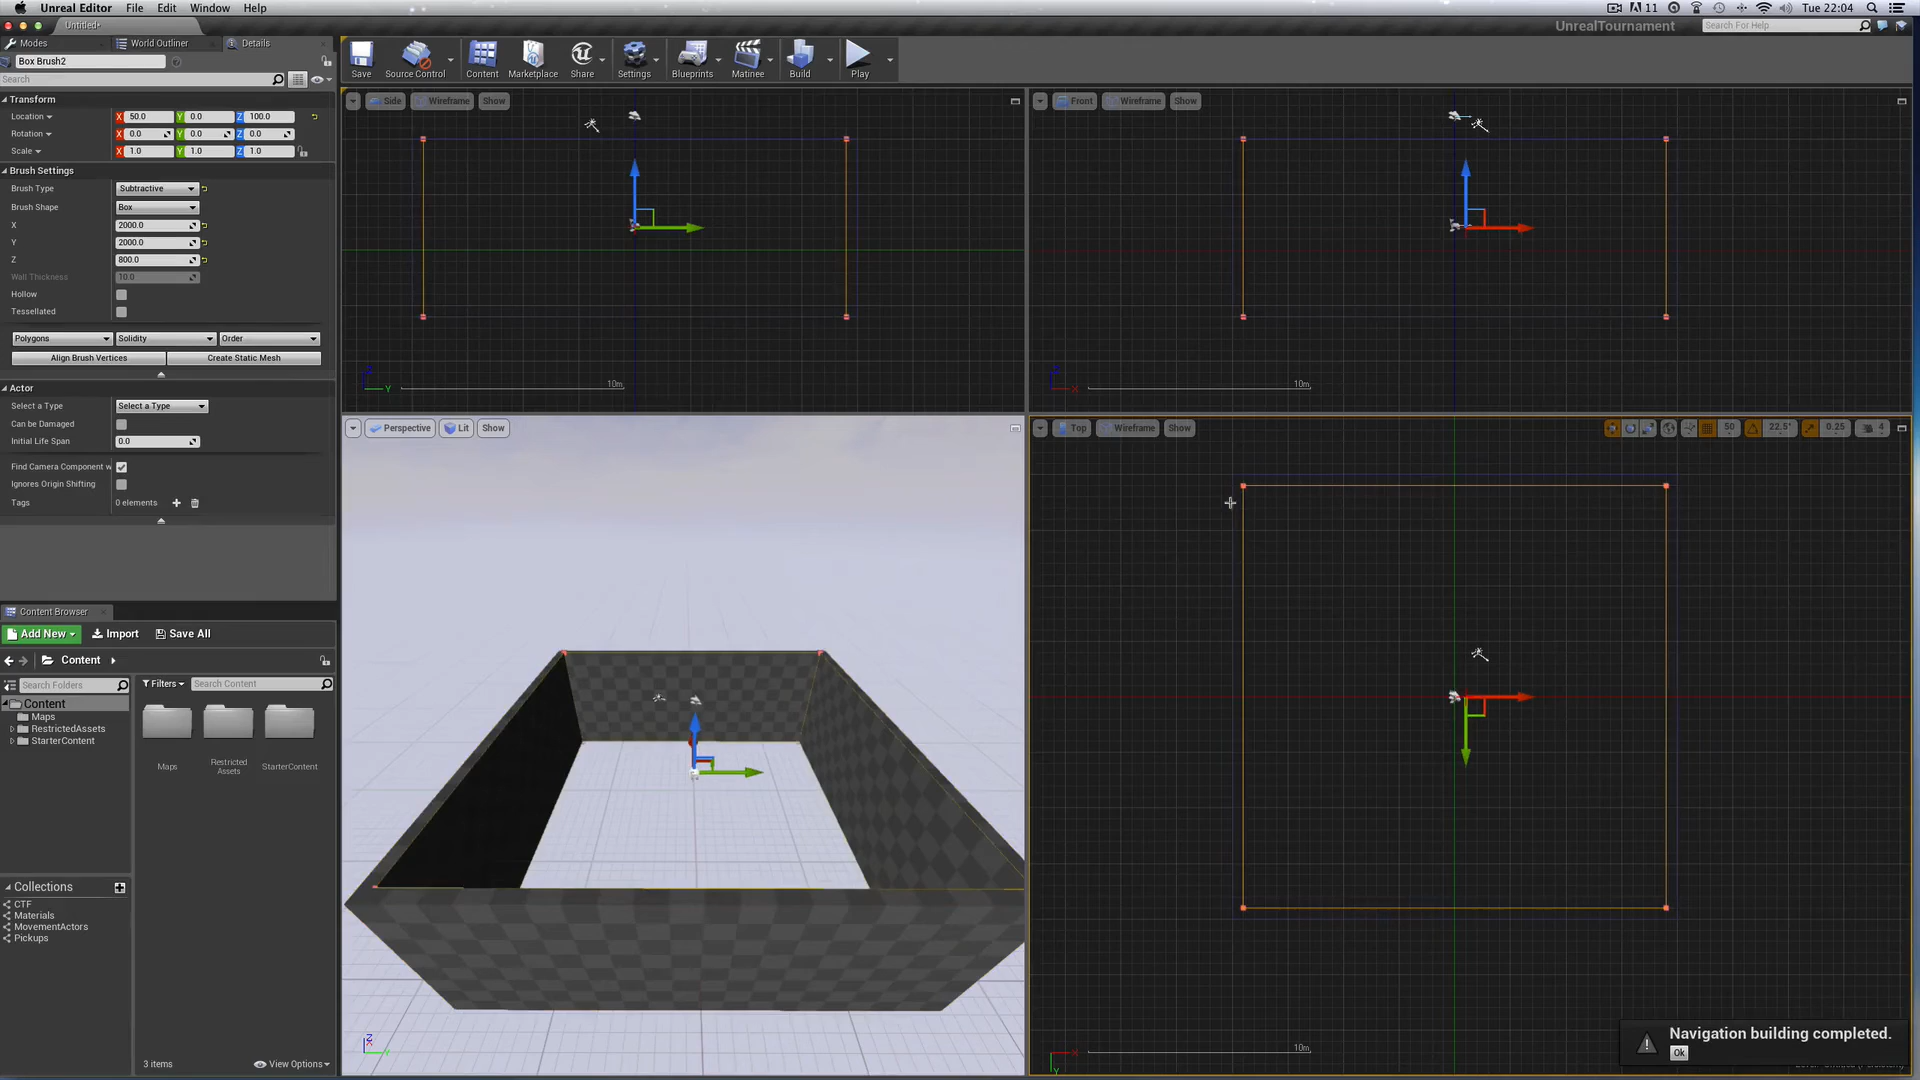 Unreal Editor File Edit Window Help
11 Tue 22:04
Untitled*
UnrealTournament
Search For Help
Modes World Outliner Details
Box Brush2
Search
Transform
Location X 50.0 Y 0.0 Z 100.0
Rotation X 0.0 Y 0.0 Z 0.0
Scale X 1.0 Y 1.0 Z 1.0
Brush Settings
Brush Type Subtractive
Brush Shape Box
X 2000.0
Y 2000.0
Z 800.0
Wall Thickness 10.0
Hollow
Tessellated
Polygons Solidity Order
Align Brush Vertices Create Static Mesh
Actor
Select a Type Select a Type
Can be Damaged
Initial Life Span 0.0
Find Camera Component w
Ignores Origin Shifting
Tags 0 elements
Save Source Control Content Marketplace Share Settings Blueprints Matinee Build Play
Side Wireframe Show
Y 10m
Front Wireframe Show
X 10m
Perspective Lit Show
Z
Top Wireframe Show
50 22.5° 0.25 4
X 10m
Y
Content Browser
Add New Import Save All
Content
Search Folders
Filters Search Content
Content
Maps
RestrictedAssets
StarterContent
Maps
Restricted Assets
StarterContent
Collections
CTF
Materials
MovementActors
Pickups
3 items View Options
Navigation building completed.
Ok